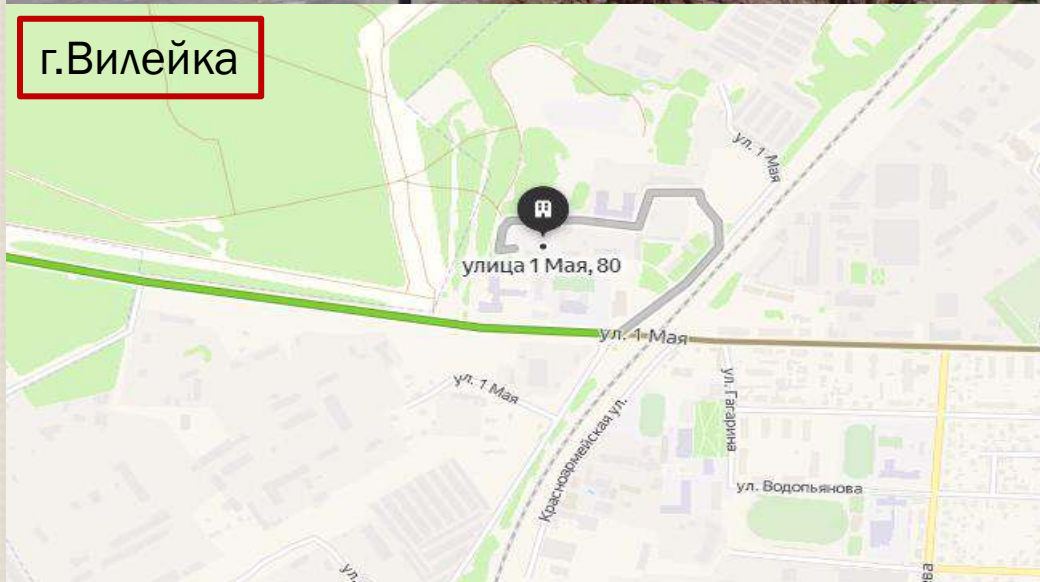 г.Вилейка
ул. 1 Мая
улица 1 Мая, 80
ул. 1 Мая
ул. 1 Мая
ул. Гагарина
Красноармейская ул.
ул. Водопьянова
ул.